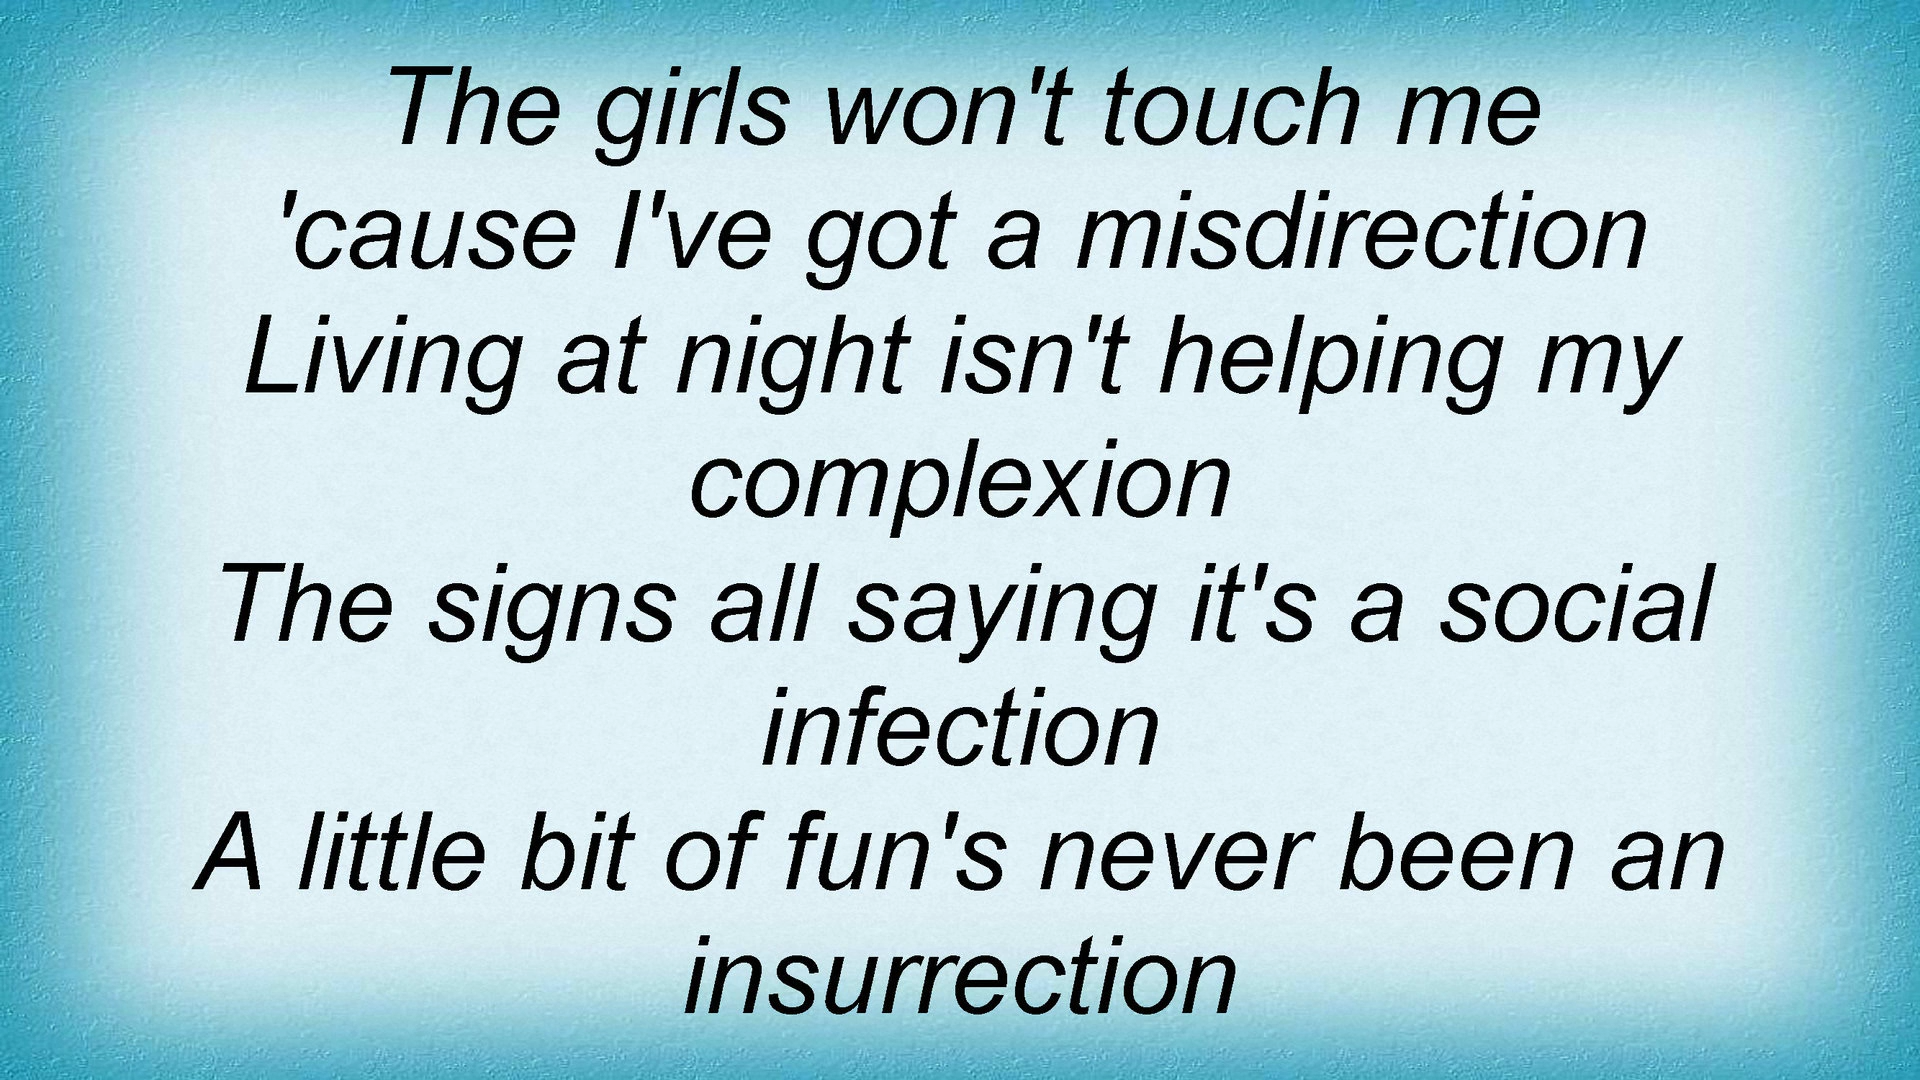 The girls won't touch me
'cause I've got a misdirection
Living at night isn't helping my
complexion
The signs all saying it's a social
infection
A little bit of fun's never been an
insurrection